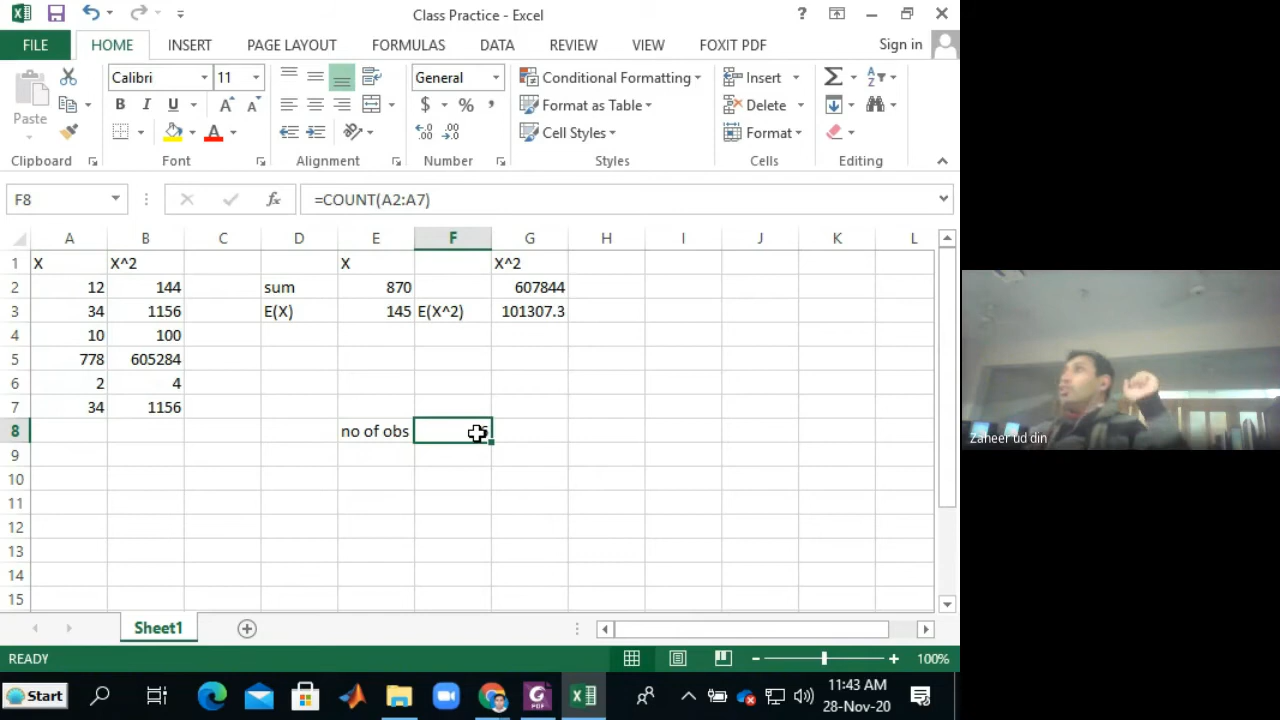 Class Practice - Excel
?
FILE
HOME
INSERT
PAGE LAYOUT
FORMULAS
DATA
REVIEW
VIEW
FOXIT PDF
Sign in
Paste
Clipboard
Calibri
11
B I U
A A
A
Font
Alignment
General
$ % ,
Number
Conditional Formatting
Format as Table
Cell Styles
Styles
Insert
Delete
Format
Cells
Editing
F8
fx
=COUNT(A2:A7)
A B C D E F G H I J K L
1 X X^2 X X^2
2 12 144 sum 870 607844
3 34 1156 E(X) 145 E(X^2) 101307.3
4 10 100
5 778 605284
6 2 4
7 34 1156
8 no of obs
9
10
11
12
13
14
15
Sheet1
READY
100%
Start
11:43 AM
28-Nov-20
Zaheer ud din